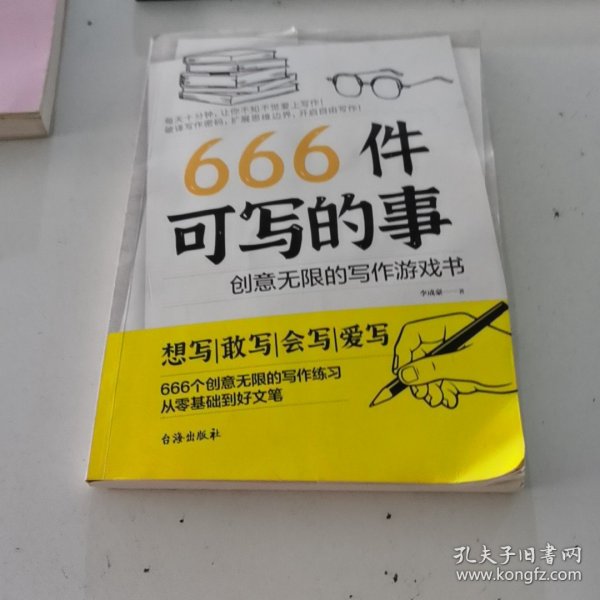 每天十分钟，让你不知不觉爱上写作！
破译写作密码，扩展思维边界，开启自由写作！
666件
可写的事
创意无限的写作游戏书
李成豪 著
想写|敢写|会写|爱写
666个创意无限的写作练习
从零基础到好文笔
台海出版社
孔夫子旧书网
www.kongfz.com